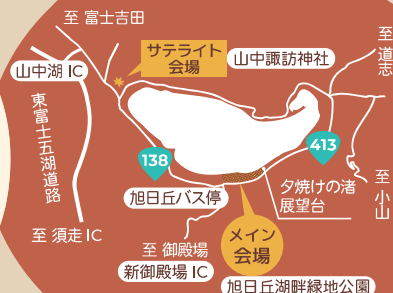 至 富士吉田
サテライト
会場
山中諏訪神社
至
道
志
山中湖 IC
東富士五湖道路
138
413
旭日丘バス停
夕焼けの渚
展望台
至
小
山
至 須走 IC
メイン
会場
至 御殿場
新御殿場 IC
旭日丘湖畔緑地公園